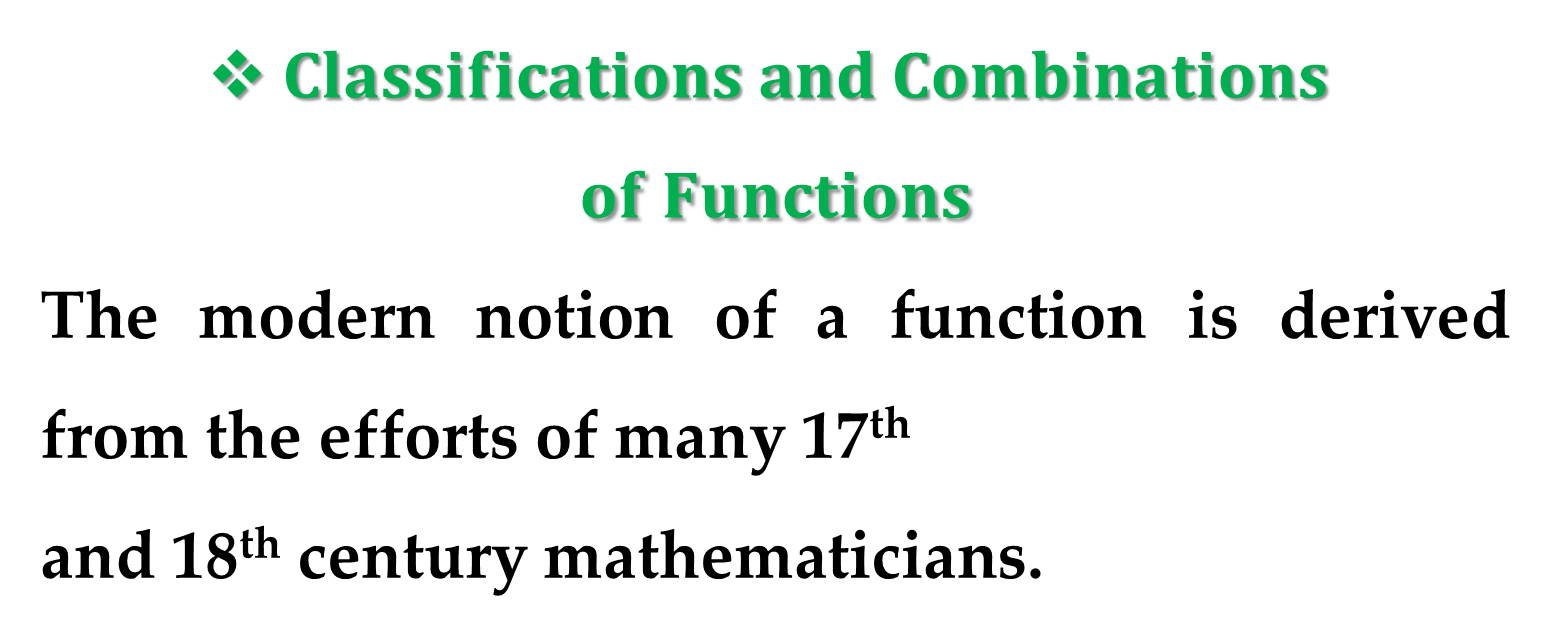 ❖ Classifications and Combinations
of Functions
The modern notion of a function is derived
from the efforts of many 17th
and 18th century mathematicians.